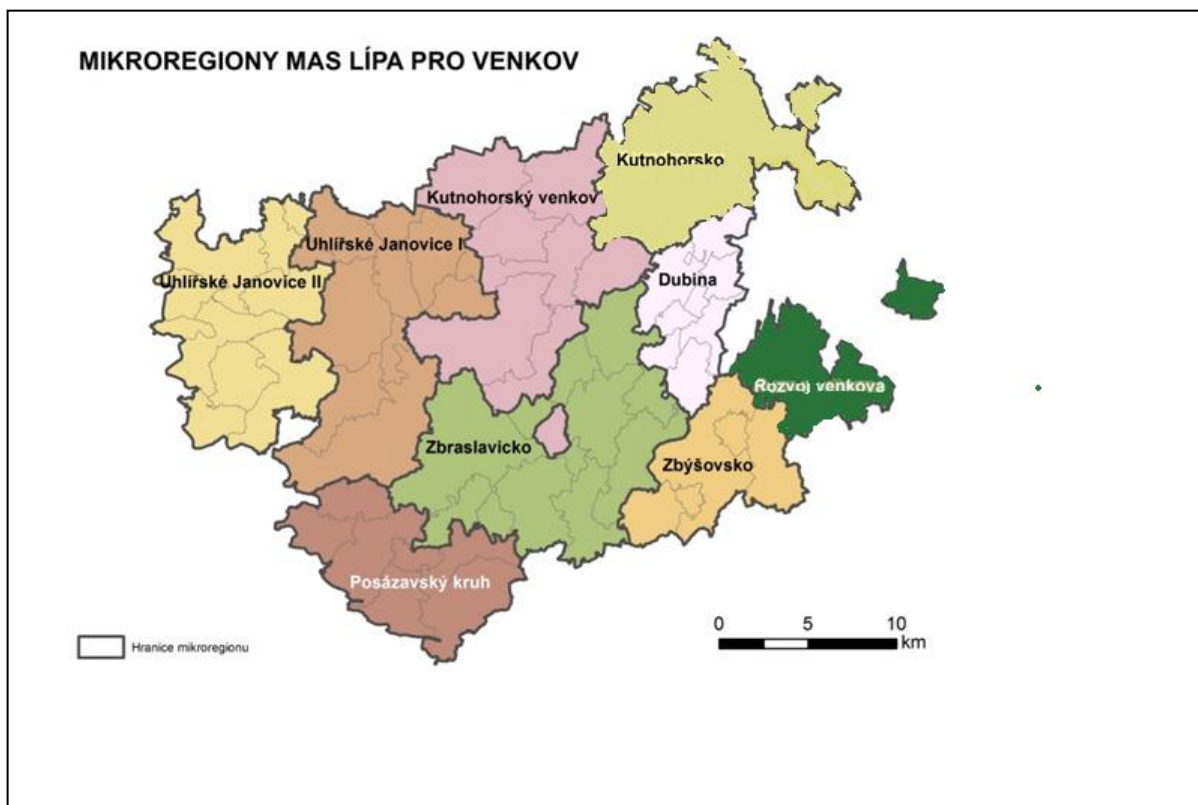 MIKROREGIONY MAS LÍPA PRO VENKOV
Kutnohorsko
Kutnohorský venkov
Uhlířské Janovice I
Uhlířské Janovice II
Dubina
Rozvoj venkova
Zbraslavicko
Zbýšovsko
Posázavský kruh
Hranice mikroregionu
0 5 10
km